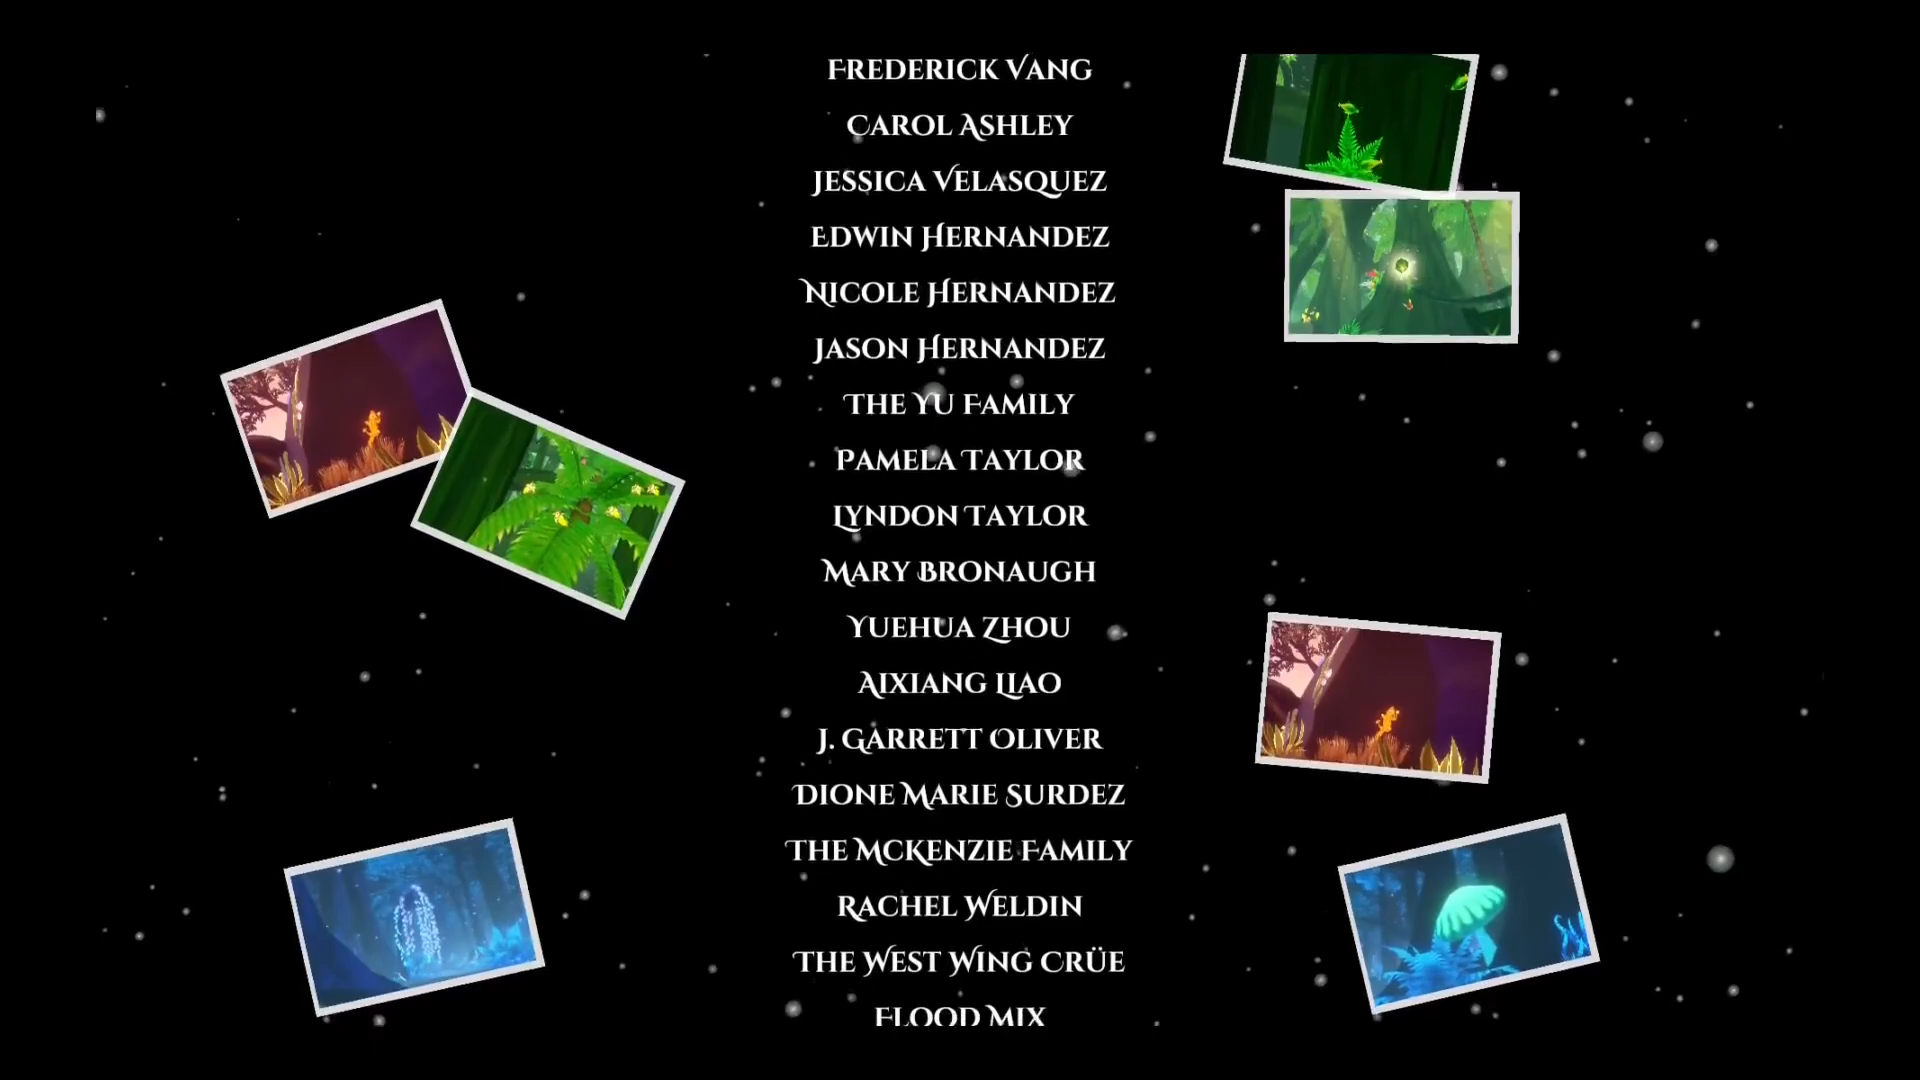 Frederick Vang
Carol Ashley
Jessica Velasquez
Edwin Hernandez
Nicole Hernandez
Jason Hernandez
The Yu Family
Pamela Taylor
Lyndon Taylor
Mary Bronaugh
Yuehua Zhou
Aixiang Liao
J. Garrett Oliver
Dione Marie Surdez
The McKenzie Family
Rachel Weldin
The West Wing Crüe
Flood Mix